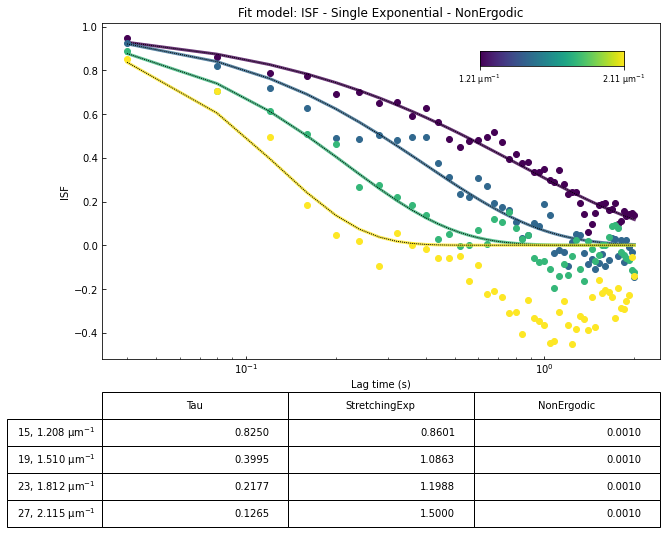 Fit model: ISF - Single Exponential - NonErgodic
1.0
0.8
0.6
0.4
0.2
0.0
−0.2
−0.4
ISF
1.21 μm⁻¹ 2.11 μm⁻¹
10⁻¹ 10⁰
Lag time (s)
Tau StretchingExp NonErgodic
15, 1.208 μm⁻¹ 0.8250 0.8601 0.0010
19, 1.510 μm⁻¹ 0.3995 1.0863 0.0010
23, 1.812 μm⁻¹ 0.2177 1.1988 0.0010
27, 2.115 μm⁻¹ 0.1265 1.5000 0.0010